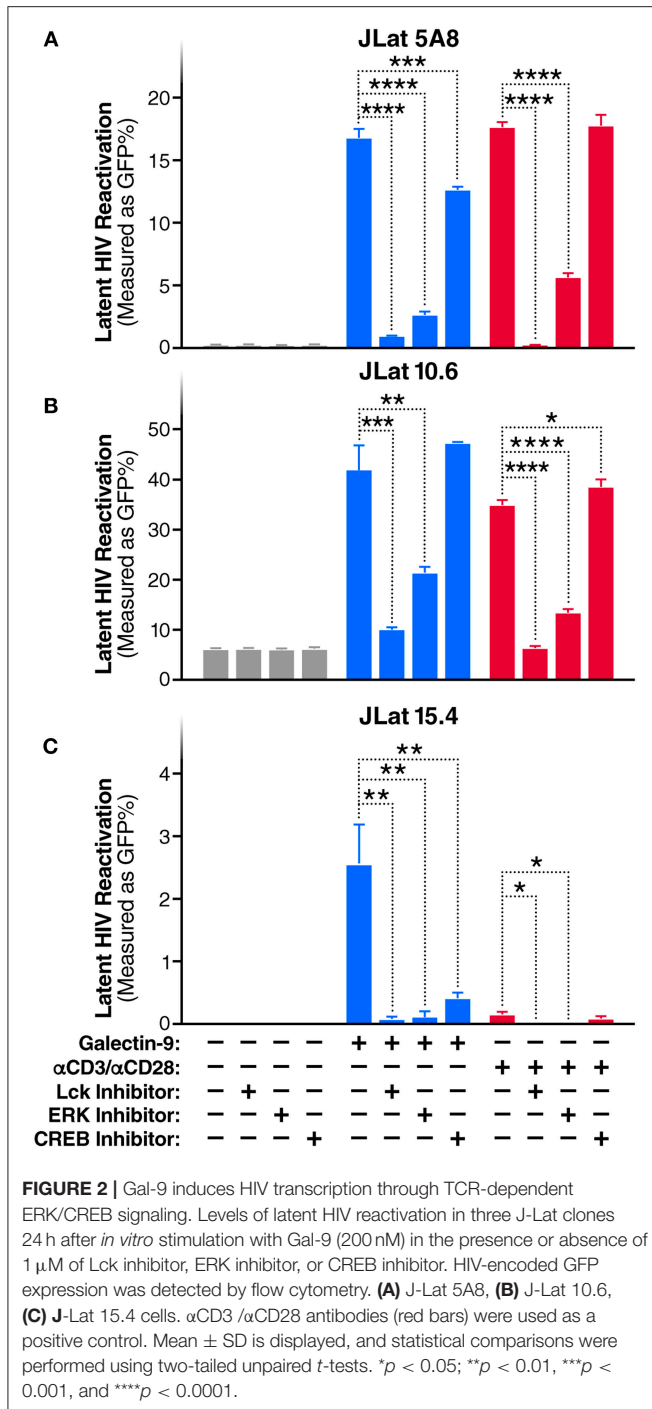 A
JLat 5A8
Latent HIV Reactivation
(Measured as GFP%)
20
15
10
5
0
***
****
****
****
****
B
JLat 10.6
Latent HIV Reactivation
(Measured as GFP%)
50
40
30
20
10
0
**
***
*
****
****
C
JLat 15.4
Latent HIV Reactivation
(Measured as GFP%)
4
3
2
1
0
**
**
**
*
*
Galectin-9: − − − − + + + + − − − −
αCD3/αCD28: − − − − − − − − + + + +
Lck Inhibitor: − + − − − + − − − + − −
ERK Inhibitor: − − + − − − + − − − + −
CREB Inhibitor: − − − + − − − + − − − +
FIGURE 2 | Gal-9 induces HIV transcription through TCR-dependent
ERK/CREB signaling. Levels of latent HIV reactivation in three J-Lat clones
24 h after in vitro stimulation with Gal-9 (200 nM) in the presence or absence of
1 μM of Lck inhibitor, ERK inhibitor, or CREB inhibitor. HIV-encoded GFP
expression was detected by flow cytometry. (A) J-Lat 5A8, (B) J-Lat 10.6,
(C) J-Lat 15.4 cells. αCD3 /αCD28 antibodies (red bars) were used as a
positive control. Mean ± SD is displayed, and statistical comparisons were
performed using two-tailed unpaired t-tests. *p < 0.05; **p < 0.01, ***p <
0.001, and ****p < 0.0001.